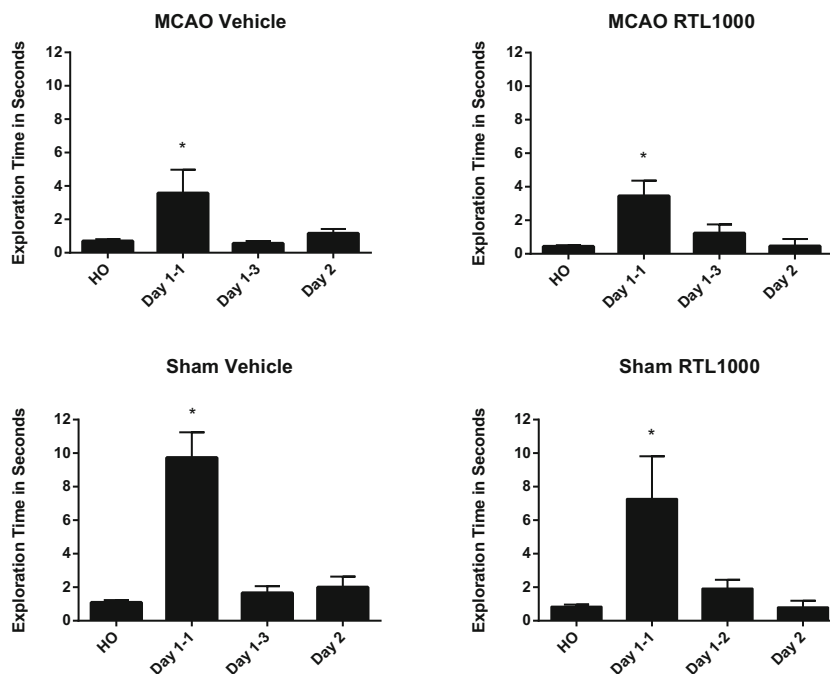 MCAO Vehicle
Exploration Time in Seconds
12
10
8
6
4
2
0
*
HO
Day 1-1
Day 1-3
Day 2
MCAO RTL1000
Exploration Time in Seconds
12
10
8
6
4
2
0
*
HO
Day 1-1
Day 1-3
Day 2
Sham Vehicle
Exploration Time in Seconds
12
10
8
6
4
2
0
*
HO
Day 1-1
Day 1-3
Day 2
Sham RTL1000
Exploration Time in Seconds
12
10
8
6
4
2
0
*
HO
Day 1-1
Day 1-2
Day 2